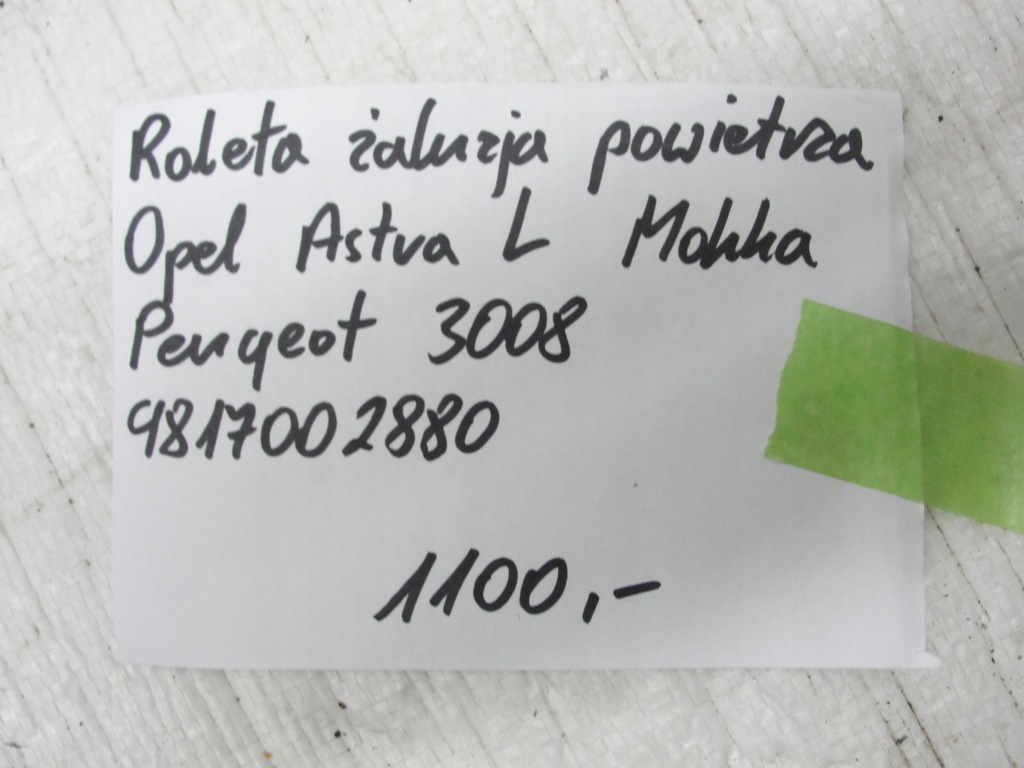 Roleta żaluzja powietrza
Opel Astra L Mokka
Peugeot 3008
9817002880
1100,-